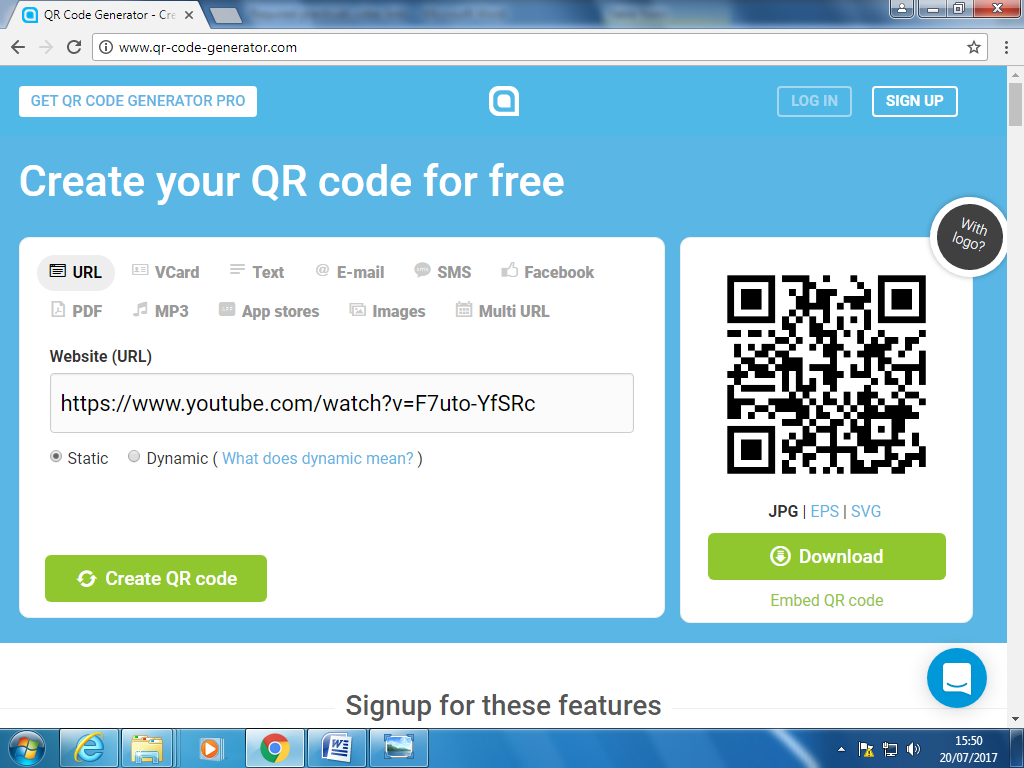 QR Code Generator - Cre
www.qr-code-generator.com
GET QR CODE GENERATOR PRO
LOG IN
SIGN UP
Create your QR code for free
With
logo?
URL VCard Text E-mail SMS Facebook
PDF MP3 App stores Images Multi URL
Website (URL)
https://www.youtube.com/watch?v=F7uto-YfSRc
Static Dynamic ( What does dynamic mean? )
Create QR code
JPG | EPS | SVG
Download
Embed QR code
Signup for these features
15:50
20/07/2017